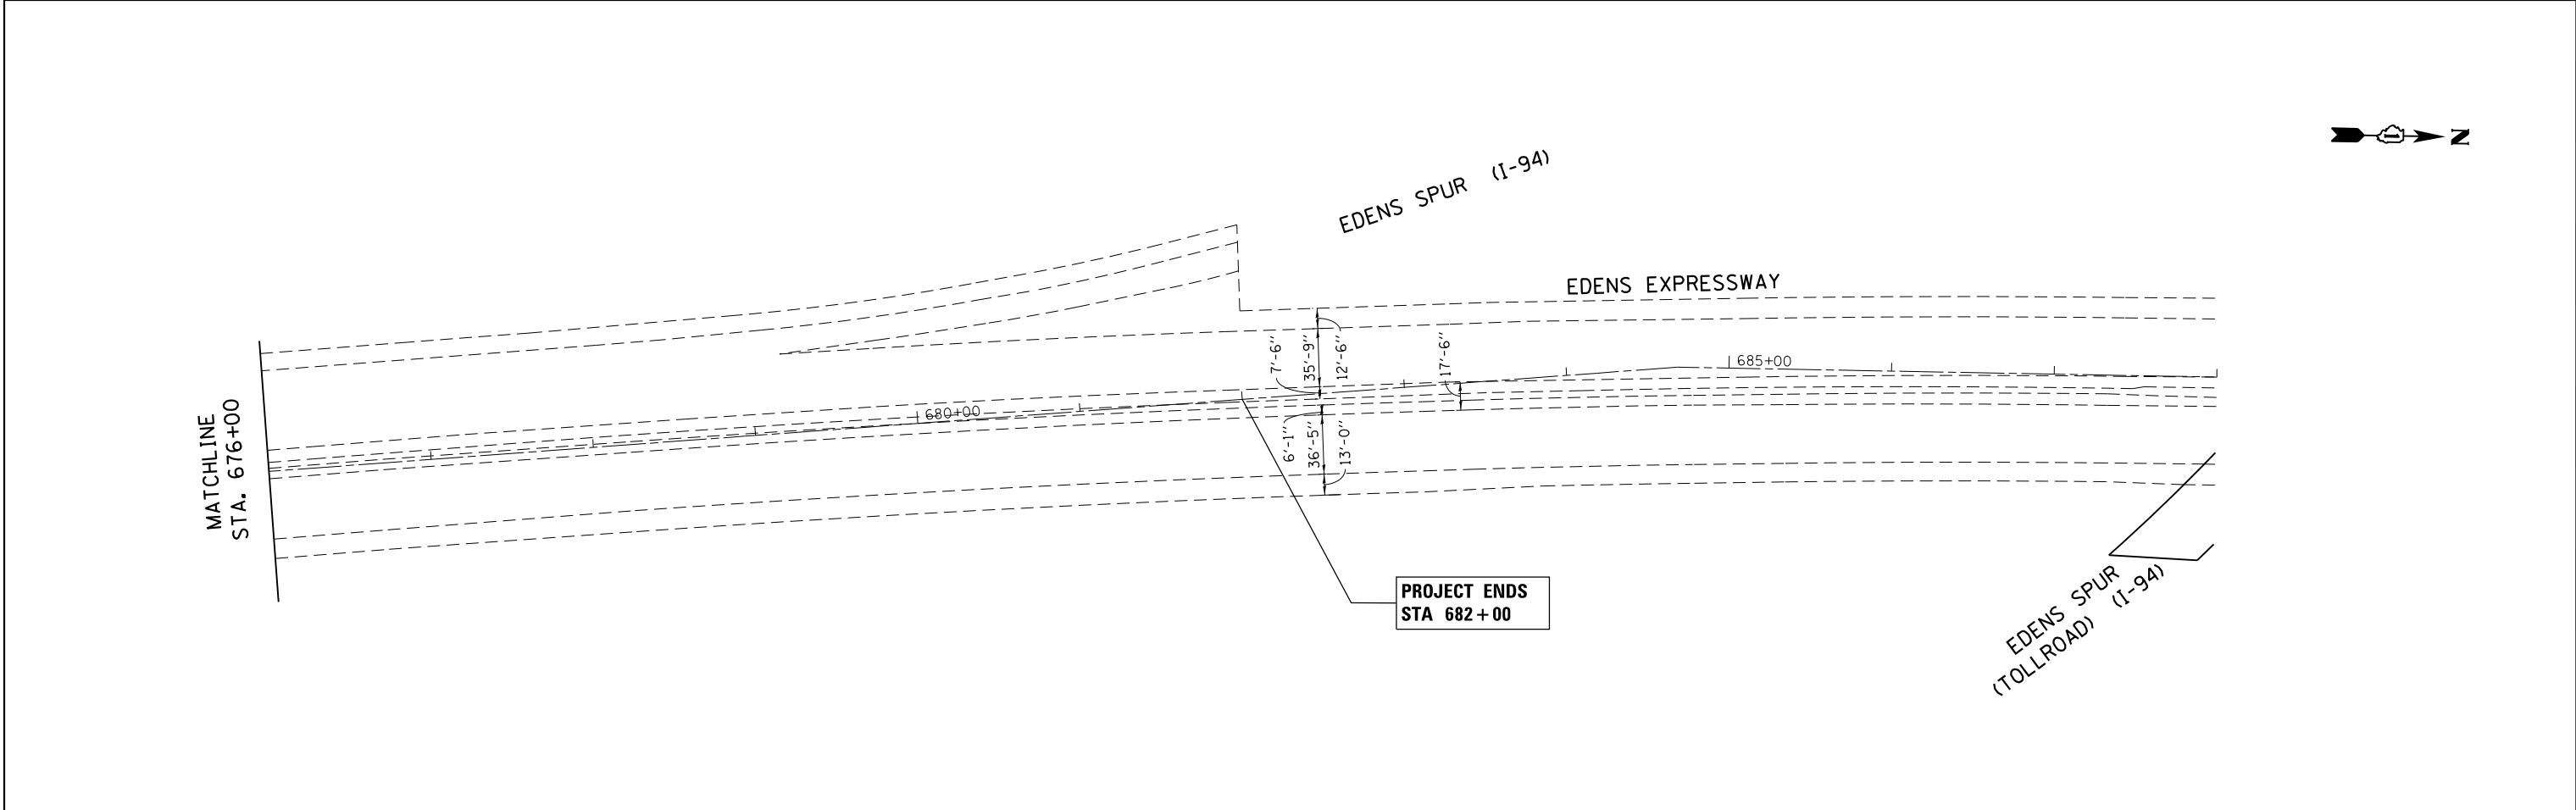 N
EDENS SPUR (I-94)
EDENS EXPRESSWAY
MATCHLINE
STA. 676+00
680+00
685+00
7'-6"
35'-9"
12'-6"
17'-6"
6'-1"
36'-5"
13'-0"
PROJECT ENDS
STA 682+00
EDENS SPUR
(TOLLROAD) (I-94)